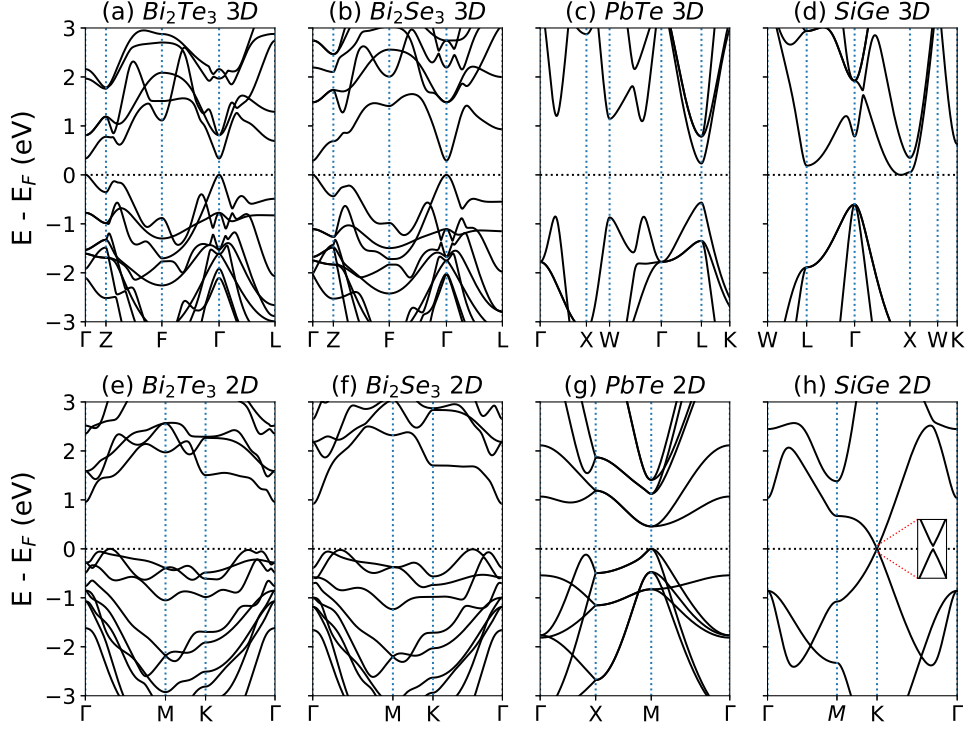 (a) Bi₂Te₃ 3D (b) Bi₂Se₃ 3D (c) PbTe 3D (d) SiGe 3D
E - E_F (eV)
3
2
1
0
−1
−2
−3
Γ Z F Γ L Γ Z F Γ L Γ X W Γ L K W L Γ X W K
(e) Bi₂Te₃ 2D (f) Bi₂Se₃ 2D (g) PbTe 2D (h) SiGe 2D
E - E_F (eV)
3
2
1
0
−1
−2
−3
Γ M K Γ Γ M K Γ Γ X M Γ Γ M K Γ